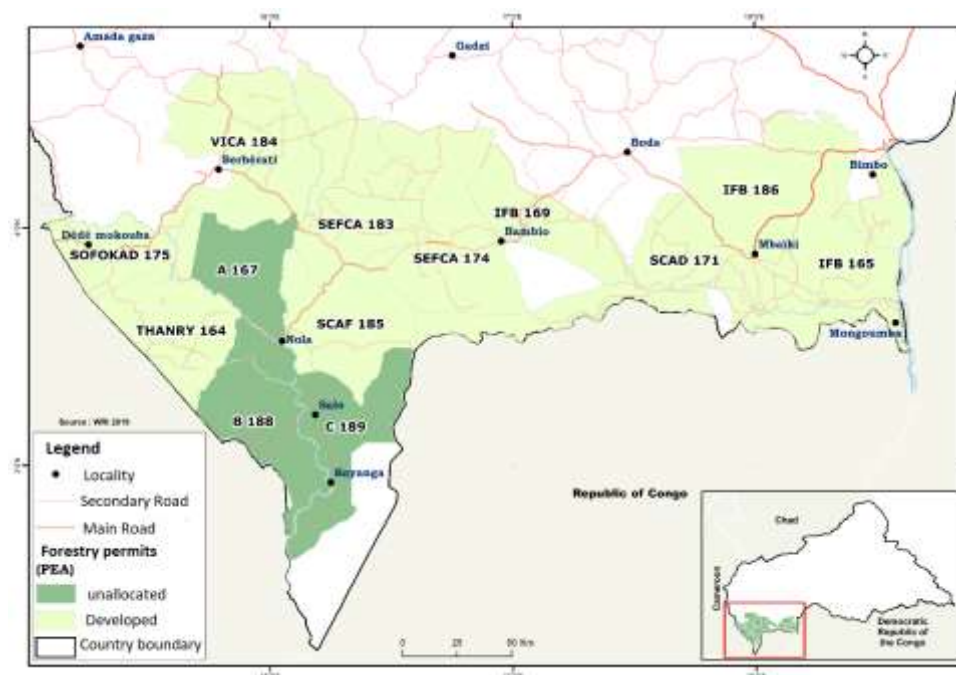 Amada gaza
Gadzi
VICA 184
Berbérati
Boda
Bimbo
IFB 186
SEFCA 183
IFB 169
Bambio
Dédé mokouba
SOFOKAD 175
SEFCA 174
SCAD 171
Mbaïki
IFB 165
A 167
THANRY 164
SCAF 185
Nola
Mongoumba
Salo
B 188
C 189
Bayanga
Source : WRI 2019
Legend
Locality
Secondary Road
Main Road
Forestry permits
(PEA)
unallocated
Developed
Country boundary
Republic of Congo
0 25 50 Km
Chad
Cameroon
Democratic
Republic of
the Congo